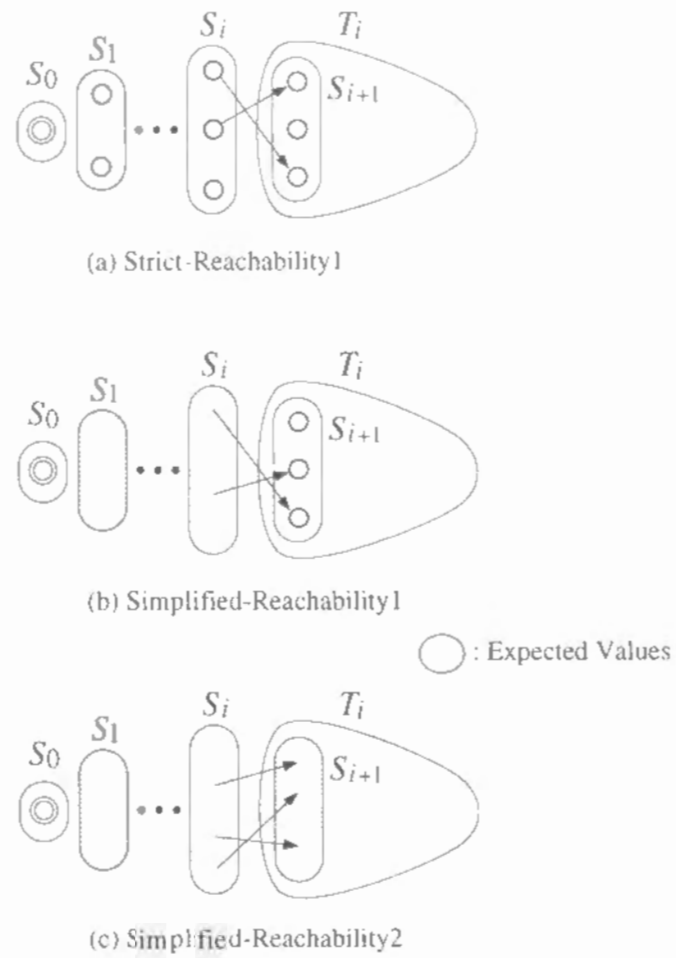 S0 S1 Si Ti
Si+1
(a) Strict-Reachability1
S0 S1 Si Ti
Si+1
(b) Simplified-Reachability1
: Expected Values
S0 S1 Si Ti
Si+1
(c) Simplified-Reachability2